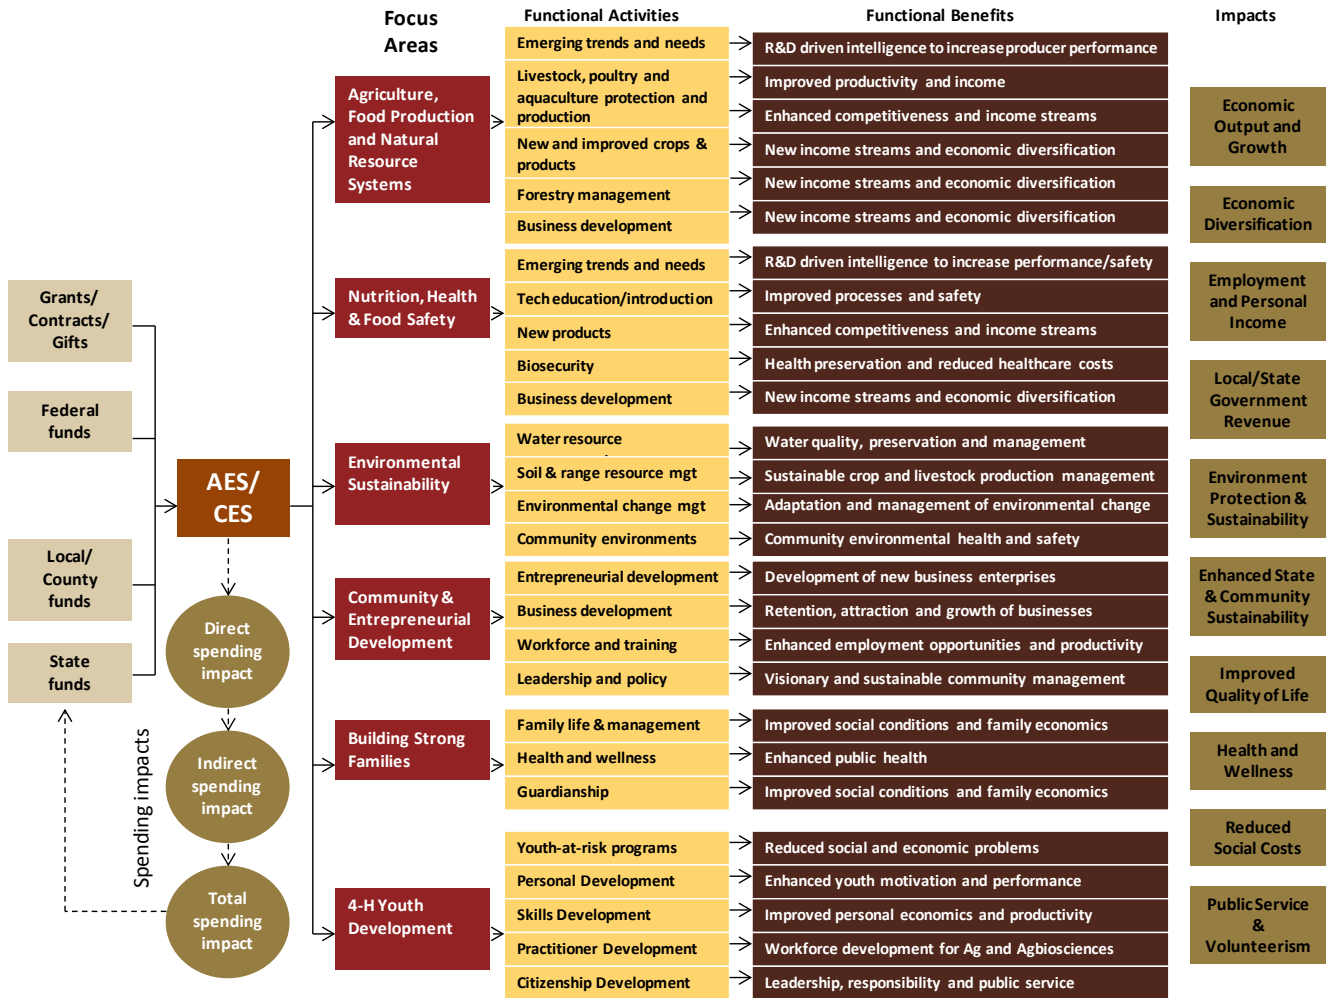 Focus
Areas
Functional Activities
Functional Benefits
Impacts
Grants/
Contracts/
Gifts
Federal
funds
Local/
County
funds
State
funds
AES/
CES
Direct
spending
impact
Indirect
spending
impact
Total
spending
impact
Spending impacts
Agriculture,
Food Production
and Natural
Resource
Systems
Emerging trends and needs
Livestock, poultry and
aquaculture protection and
production
New and improved crops &
products
Forestry management
Business development
R&D driven intelligence to increase producer performance
Improved productivity and income
Enhanced competitiveness and income streams
New income streams and economic diversification
New income streams and economic diversification
New income streams and economic diversification
Nutrition, Health
& Food Safety
Emerging trends and needs
Tech education/introduction
New products
Biosecurity
Business development
R&D driven intelligence to increase performance/safety
Improved processes and safety
Enhanced competitiveness and income streams
Health preservation and reduced healthcare costs
New income streams and economic diversification
Environmental
Sustainability
Water resource
Soil & range resource mgt
Environmental change mgt
Community environments
Water quality, preservation and management
Sustainable crop and livestock production management
Adaptation and management of environmental change
Community environmental health and safety
Community &
Entrepreneurial
Development
Entrepreneurial development
Business development
Workforce and training
Leadership and policy
Development of new business enterprises
Retention, attraction and growth of businesses
Enhanced employment opportunities and productivity
Visionary and sustainable community management
Building Strong
Families
Family life & management
Health and wellness
Guardianship
Improved social conditions and family economics
Enhanced public health
Improved social conditions and family economics
4-H Youth
Development
Youth-at-risk programs
Personal Development
Skills Development
Practitioner Development
Citizenship Development
Reduced social and economic problems
Enhanced youth motivation and performance
Improved personal economics and productivity
Workforce development for Ag and Agbiosciences
Leadership, responsibility and public service
Economic
Output and
Growth
Economic
Diversification
Employment
and Personal
Income
Local/State
Government
Revenue
Environment
Protection &
Sustainability
Enhanced State
& Community
Sustainability
Improved
Quality of Life
Health and
Wellness
Reduced
Social Costs
Public Service
&
Volunteerism